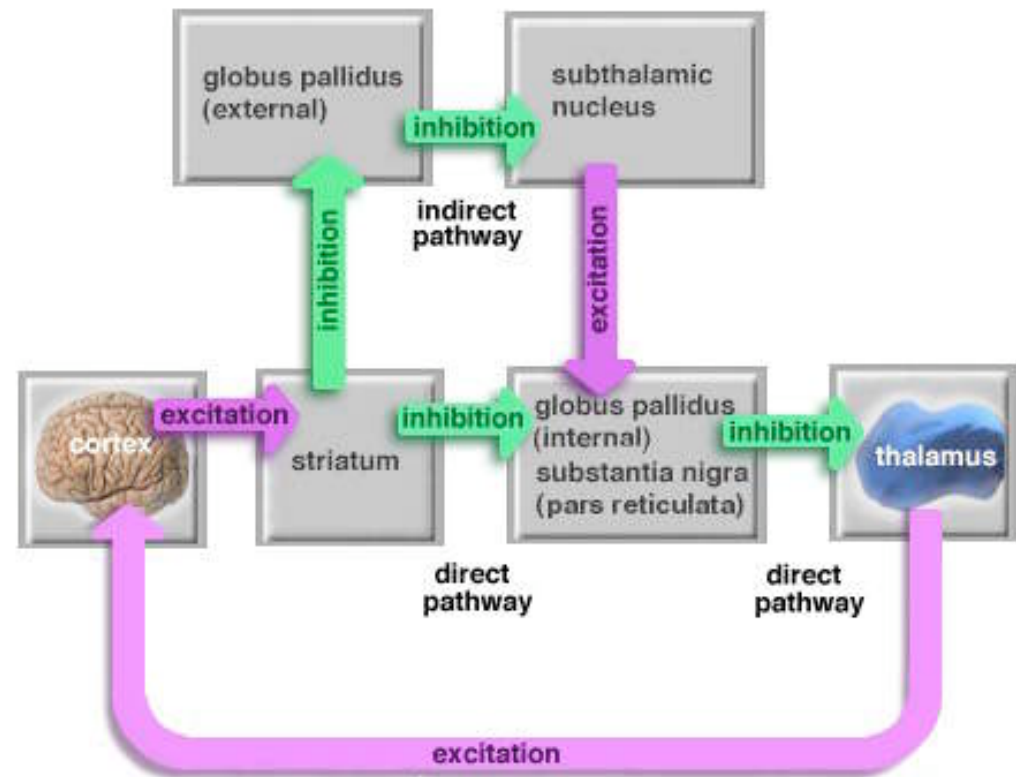 globus pallidus
(external)
inhibition
subthalamic
nucleus
indirect
pathway
inhibition
excitation
cortex
excitation
striatum
inhibition
globus pallidus
(internal)
substantia nigra
(pars reticulata)
inhibition
thalamus
direct
pathway
direct
pathway
excitation